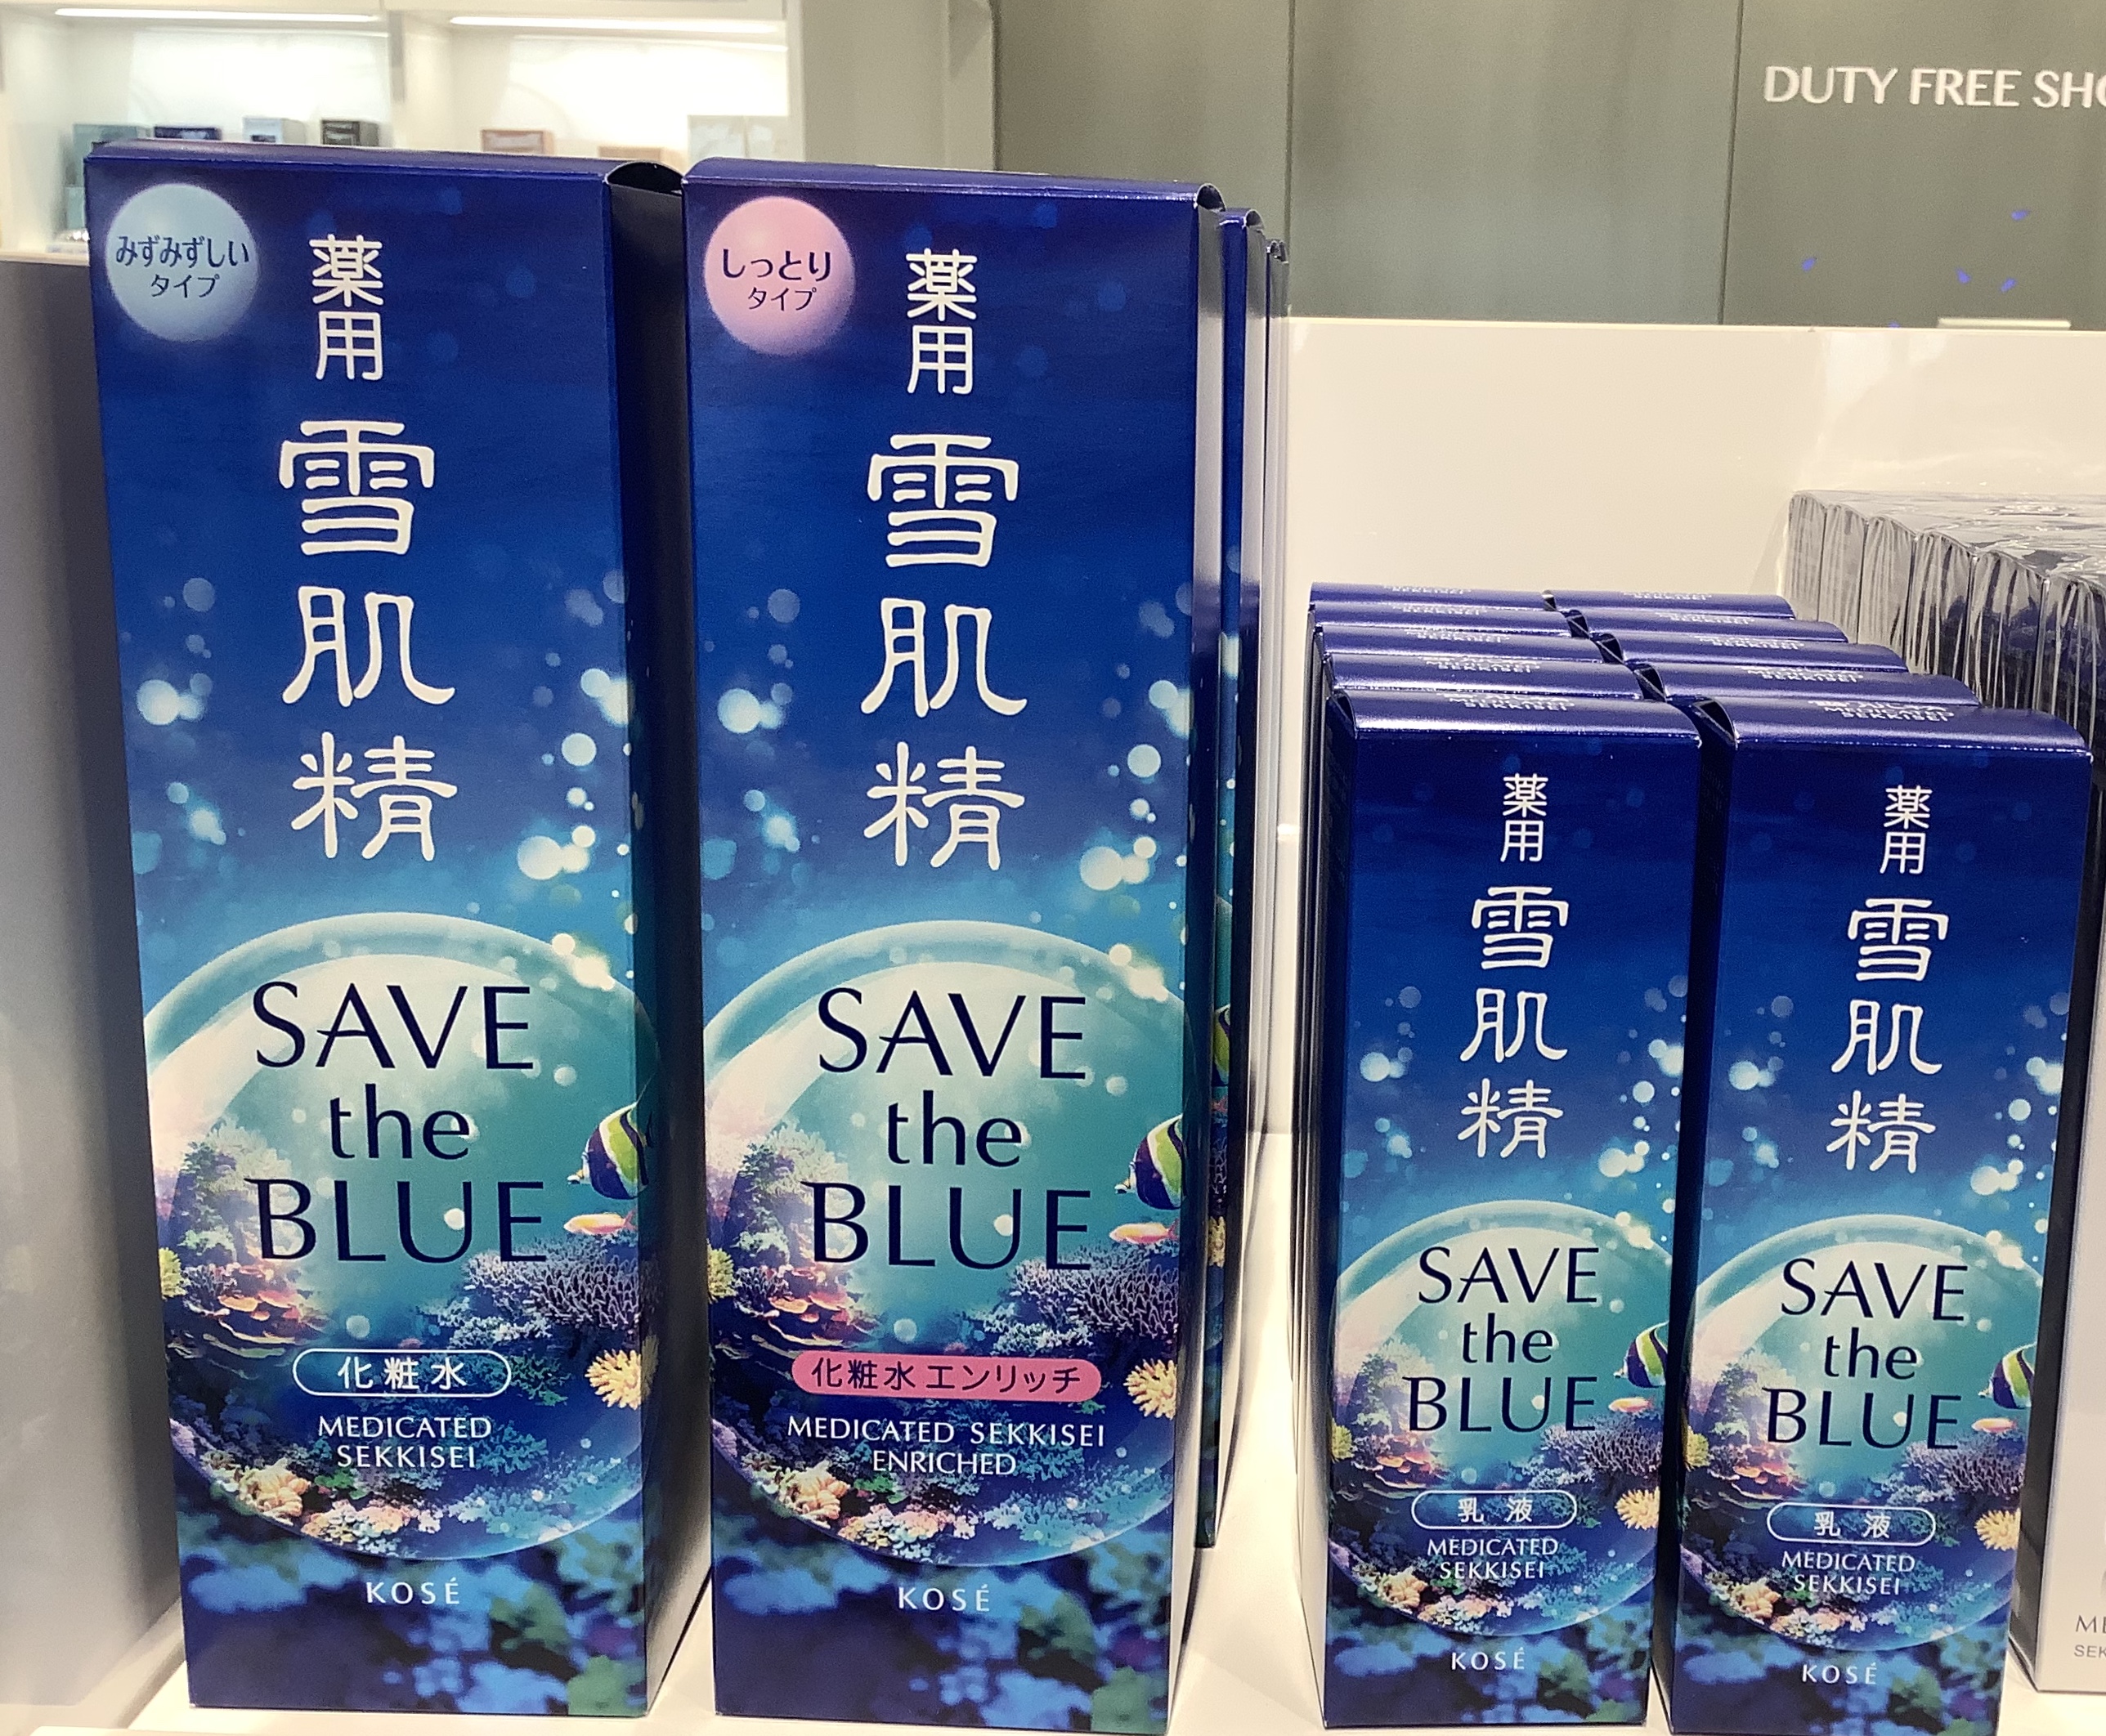 DUTY FREE SHO
みずみずしい
タイプ
薬用
雪肌精
SAVE
the
BLUE
化粧水
MEDICATED
SEKKISEI
KOSÉ
しっとり
タイプ
薬用
雪肌精
SAVE
the
BLUE
化粧水 エンリッチ
MEDICATED SEKKISEI
ENRICHED
KOSÉ
薬用
雪肌精
SAVE
the
BLUE
乳液
MEDICATED
SEKKISEI
KOSÉ
薬用
雪肌精
SAVE
the
BLUE
乳液
MEDICATED
SEKKISEI
KOSÉ